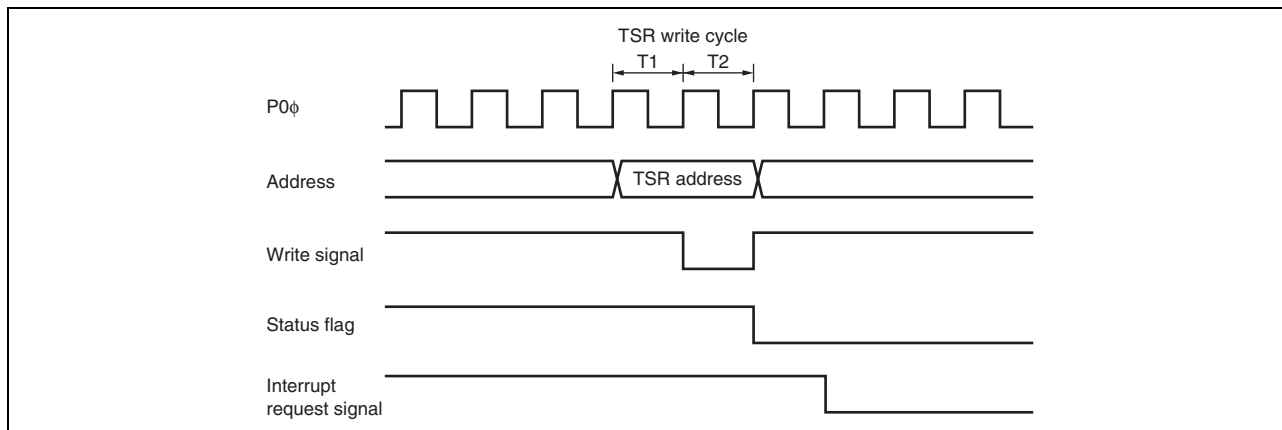 TSR write cycle
T1 T2
P0ϕ
Address
TSR address
Write signal
Status flag
Interrupt
request signal